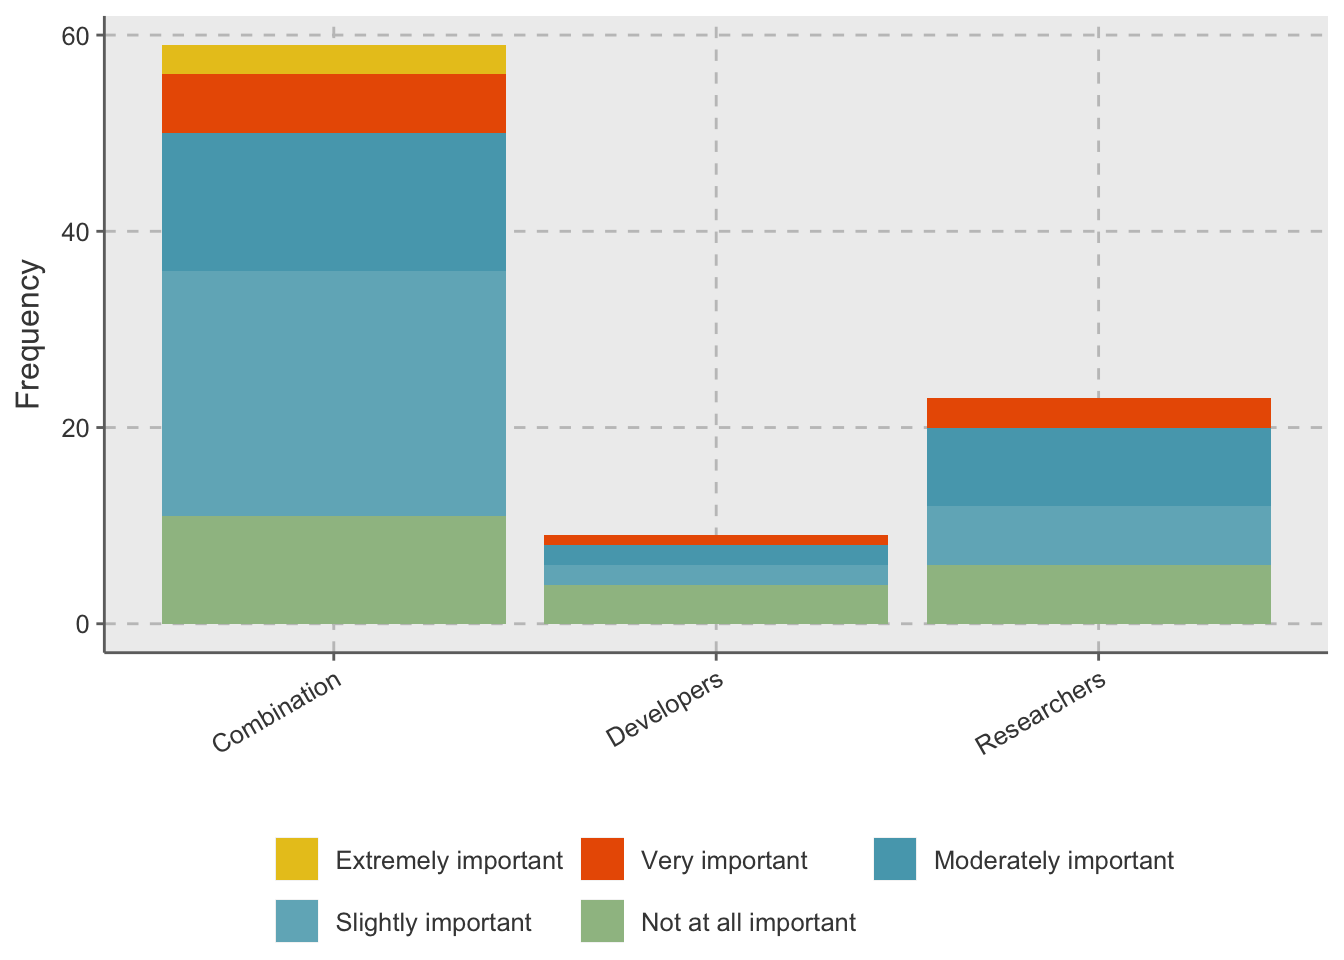 Frequency
60
40
20
0
Combination
Developers
Researchers
Extremely important
Very important
Moderately important
Slightly important
Not at all important